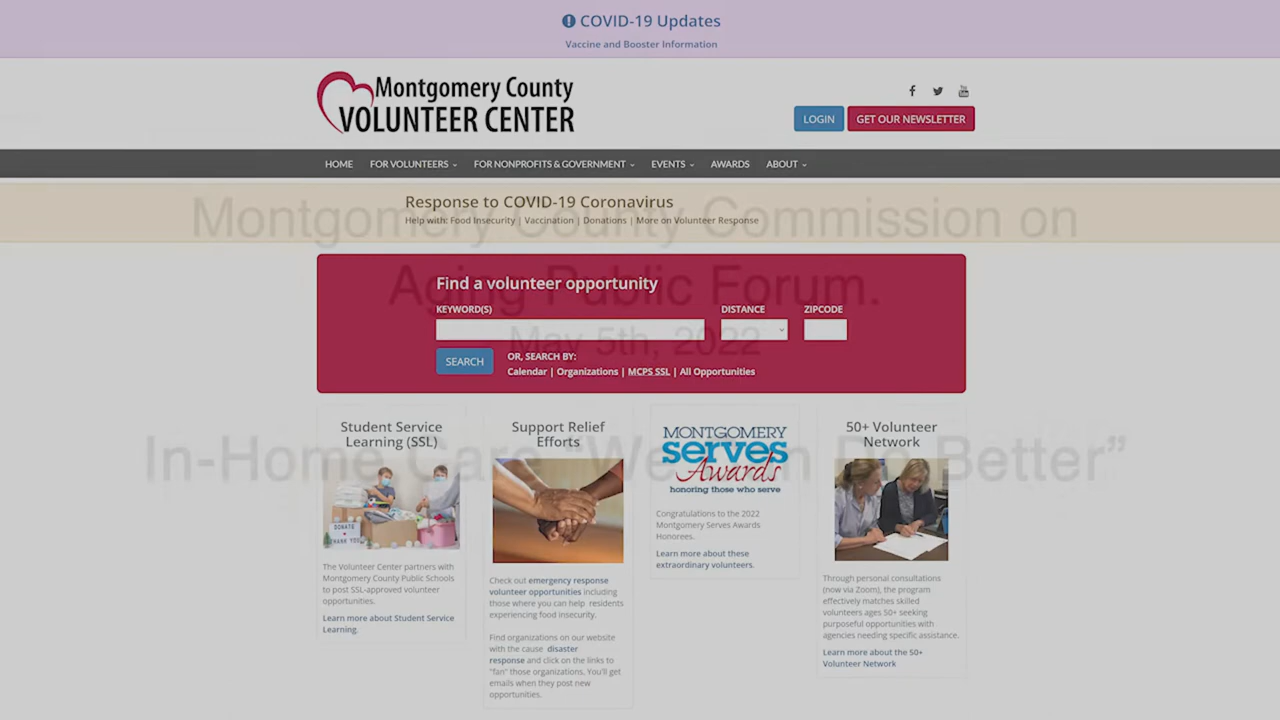 COVID-19 Updates
Vaccine and Booster Information
Montgomery County
VOLUNTEER CENTER
LOGIN
GET OUR NEWSLETTER
HOME FOR VOLUNTEERS FOR NONPROFITS & GOVERNMENT EVENTS AWARDS ABOUT
Response to COVID-19 Coronavirus
Help with: Food Insecurity | Vaccination | Donations | More on Volunteer Response
Montgomery County Commission on
Aging Public Forum.
May 5th, 2022
In-Home Care “We Can Do Better”
Find a volunteer opportunity
KEYWORD(S) DISTANCE ZIPCODE
SEARCH
OR, SEARCH BY:
Calendar | Organizations | MCPS SSL | All Opportunities
Student Service
Learning (SSL)
DONATE
THANK YOU
The Volunteer Center partners with
Montgomery County Public Schools
to post SSL-approved volunteer
opportunities.
Learn more about Student Service
Learning.
Support Relief
Efforts
Check out emergency response
volunteer opportunities including
those where you can help residents
experiencing food insecurity.
Find organizations on our website
with the cause disaster
response and click on the links to
"fan" those organizations. You'll get
emails when they post new
opportunities.
MONTGOMERY
serves
Awards
honoring those who serve
Congratulations to the 2022
Montgomery Serves Awards
Honorees.
Learn more about these
extraordinary volunteers.
50+ Volunteer
Network
Through personal consultations
(now via Zoom), the program
effectively matches skilled
volunteers ages 50+ seeking
purposeful opportunities with
agencies needing specific assistance.
Learn more about the 50+
Volunteer Network